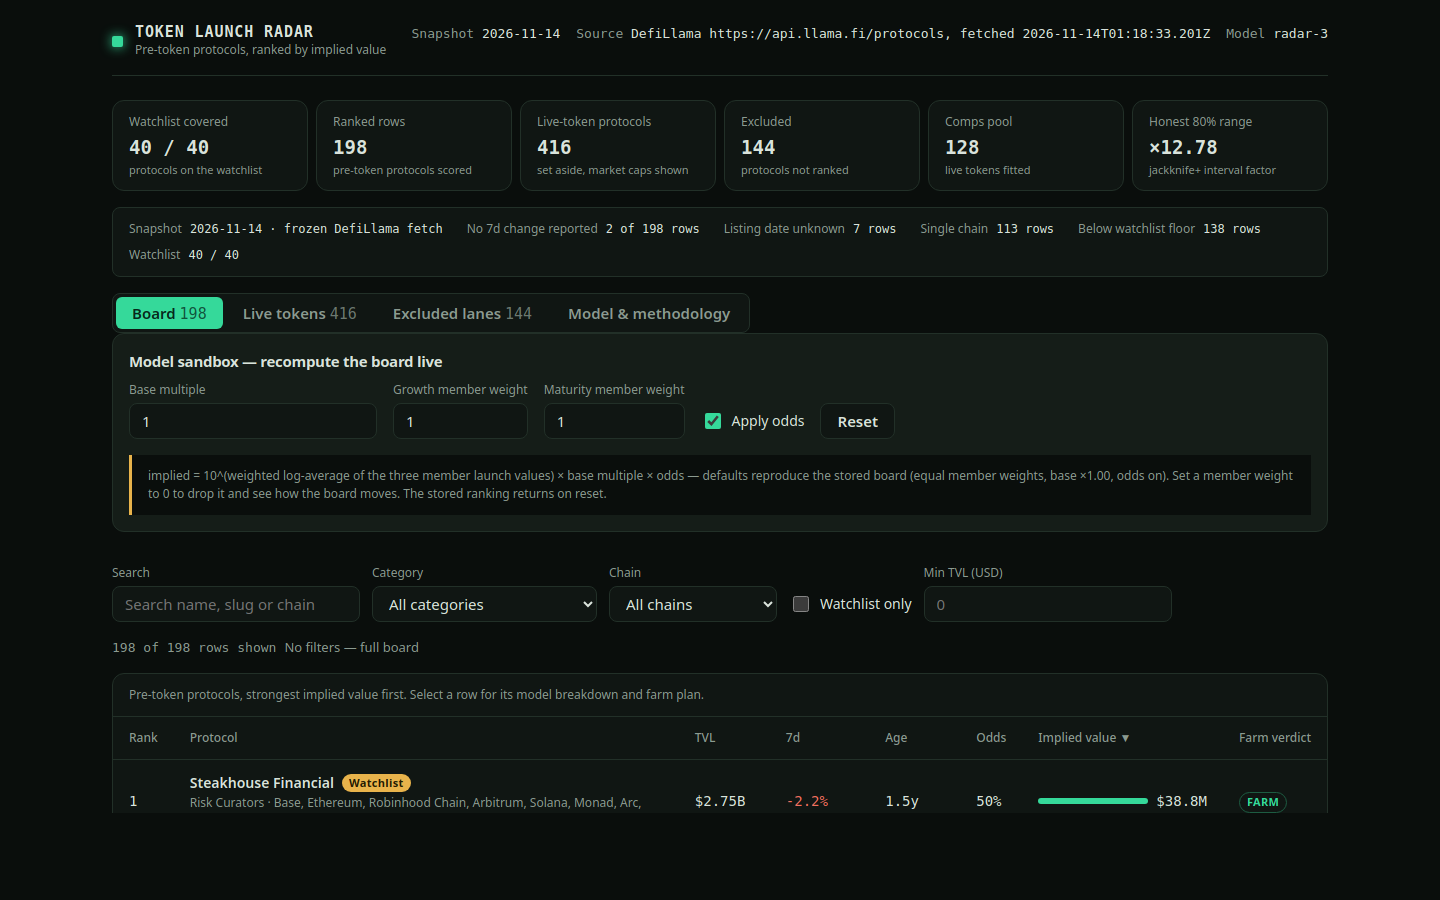 TOKEN LAUNCH RADAR
Pre-token protocols, ranked by implied value
Snapshot 2026-11-14 Source DefiLlama https://api.llama.fi/protocols, fetched 2026-11-14T01:18:33.201Z Model radar-3
Watchlist covered
40 / 40
protocols on the watchlist
Ranked rows
198
pre-token protocols scored
Live-token protocols
416
set aside, market caps shown
Excluded
144
protocols not ranked
Comps pool
128
live tokens fitted
Honest 80% range
×12.78
jackknife+ interval factor
Snapshot 2026-11-14 · frozen DefiLlama fetch No 7d change reported 2 of 198 rows Listing date unknown 7 rows Single chain 113 rows Below watchlist floor 138 rows
Watchlist 40 / 40
Board 198 Live tokens 416 Excluded lanes 144 Model & methodology
Model sandbox — recompute the board live
Base multiple Growth member weight Maturity member weight
1 1 1 Apply odds Reset
implied = 10^(weighted log-average of the three member launch values) × base multiple × odds — defaults reproduce the stored board (equal member weights, base ×1.00, odds on). Set a member weight
to 0 to drop it and see how the board moves. The stored ranking returns on reset.
Search Category Chain Min TVL (USD)
Search name, slug or chain All categories All chains Watchlist only 0
198 of 198 rows shown No filters — full board
Pre-token protocols, strongest implied value first. Select a row for its model breakdown and farm plan.
Rank Protocol TVL 7d Age Odds Implied value ▼ Farm verdict
Steakhouse Financial Watchlist
1 Risk Curators · Base, Ethereum, Robinhood Chain, Arbitrum, Solana, Monad, Arc, $2.75B -2.2% 1.5y 50% $38.8M FARM